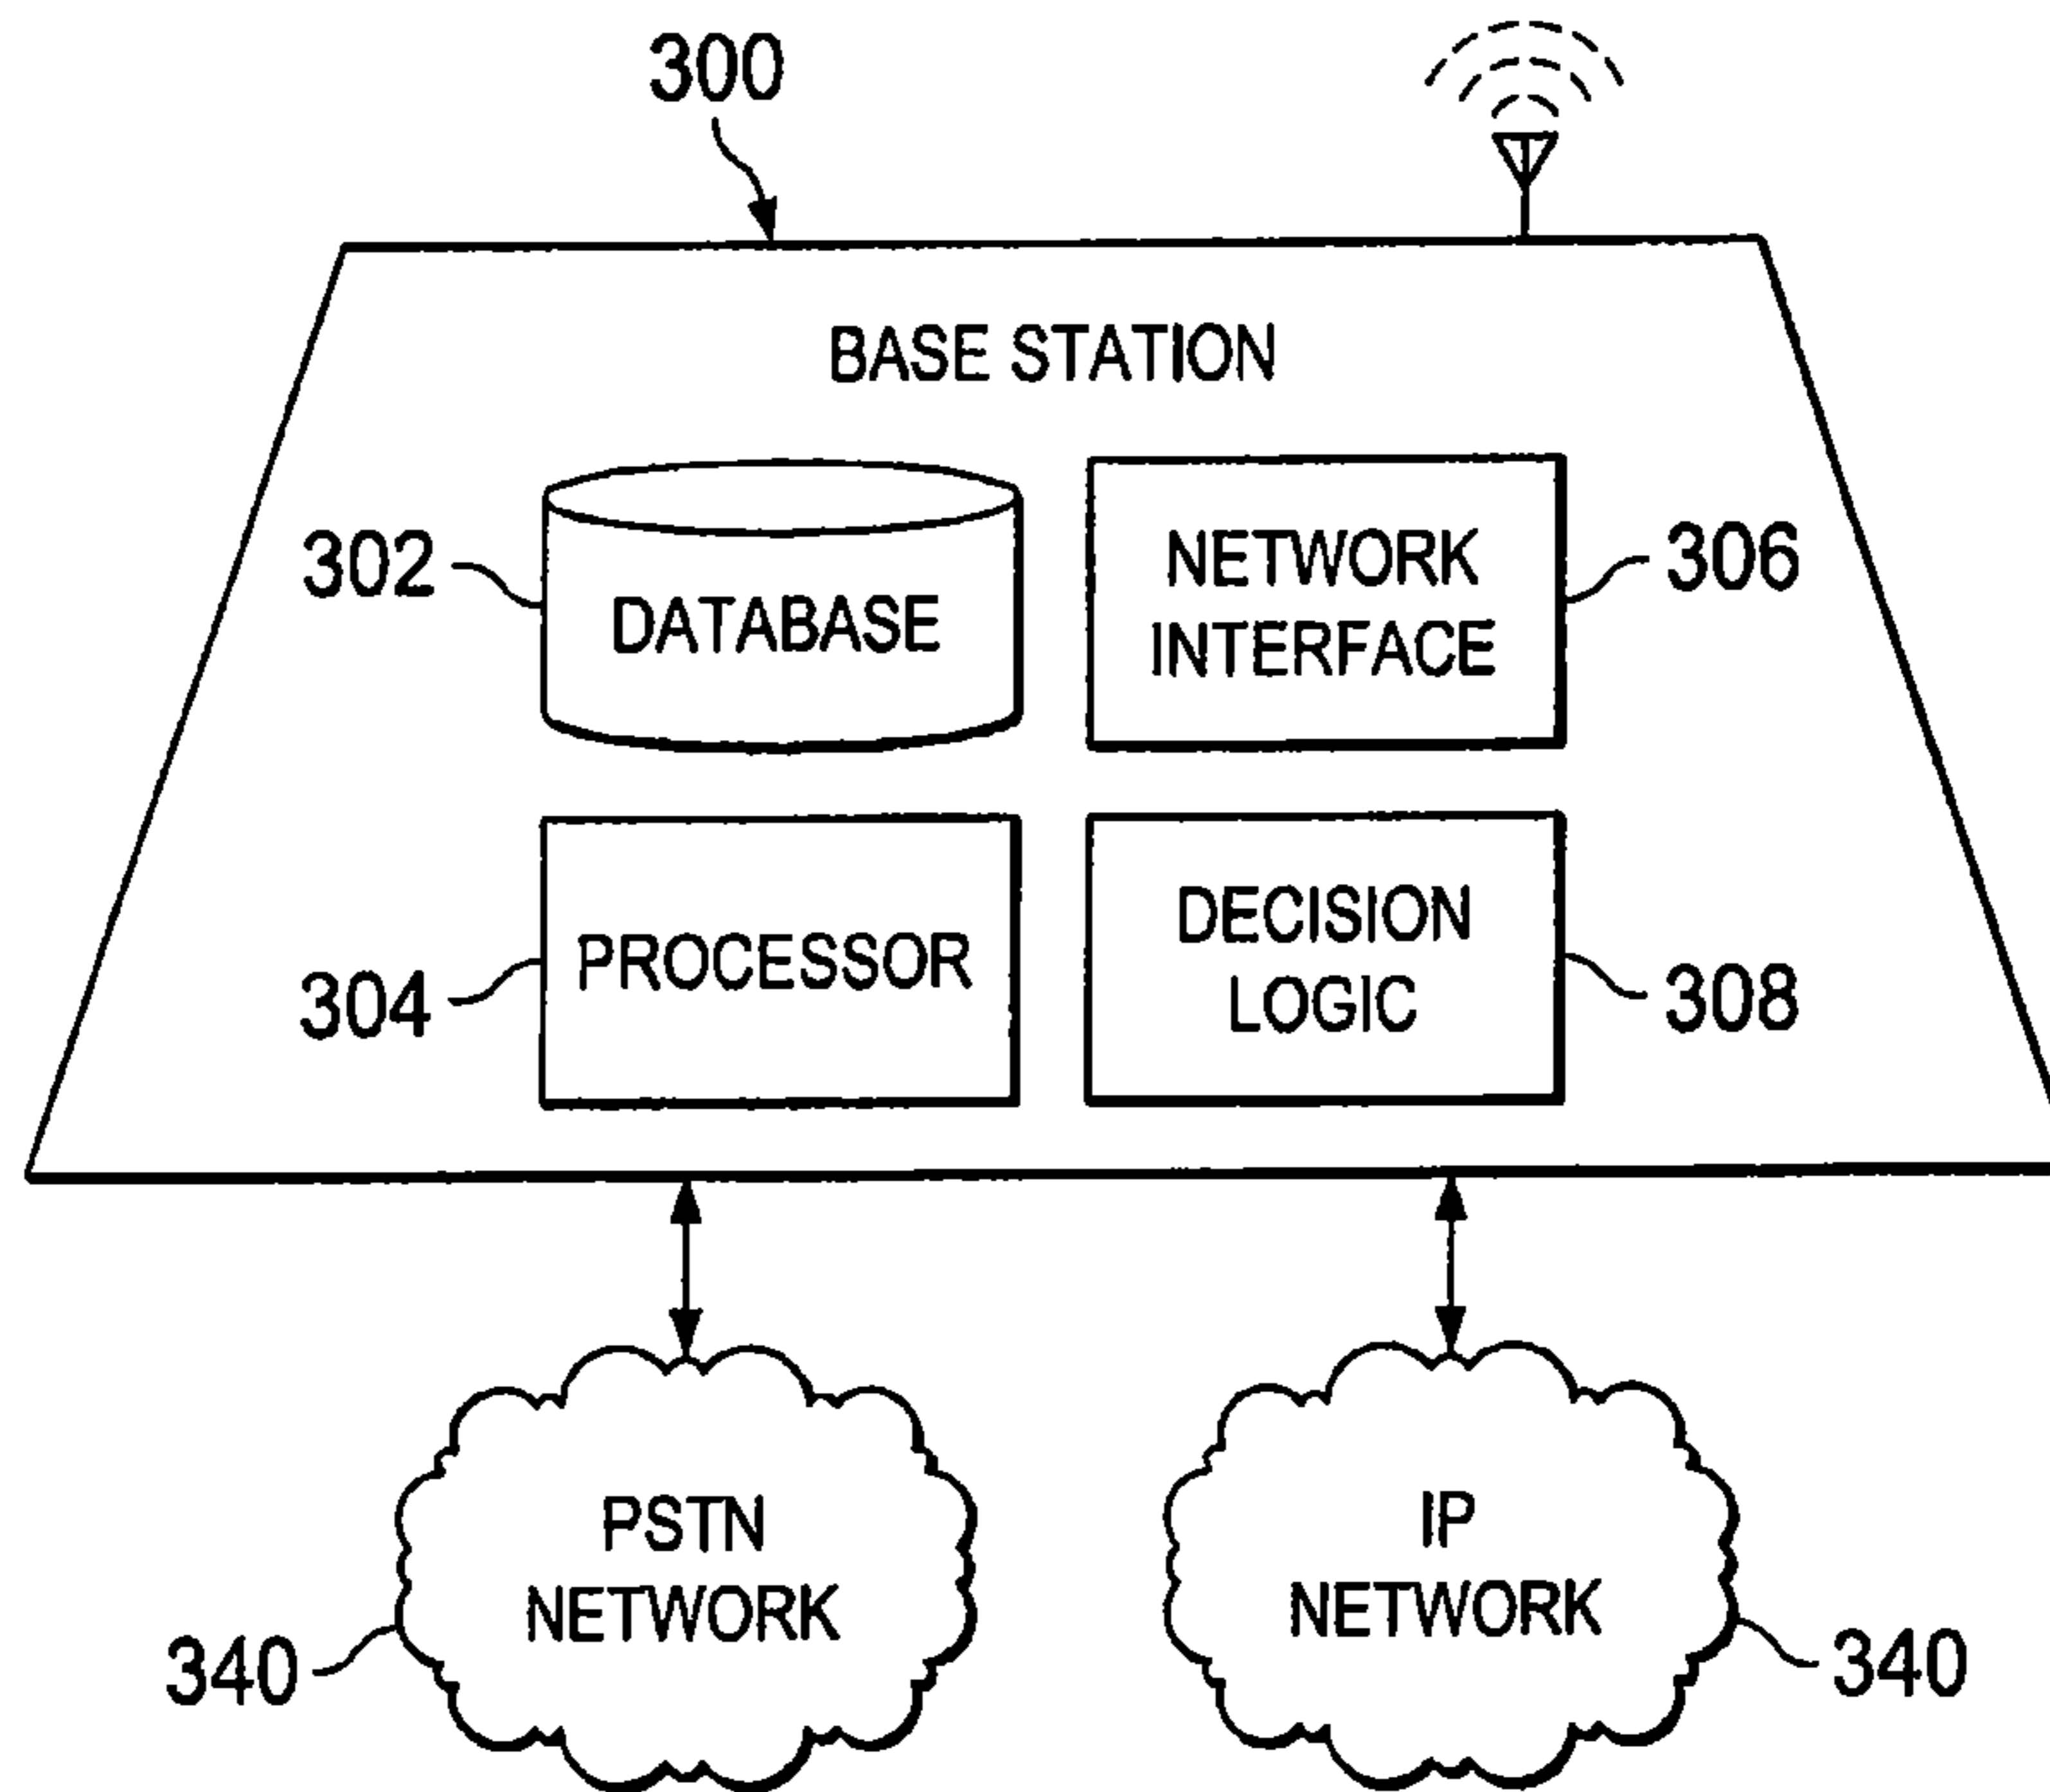 300
BASE STATION
302
DATABASE
NETWORK
INTERFACE
306
304
PROCESSOR
DECISION
LOGIC
308
PSTN
NETWORK
340
IP
NETWORK
340